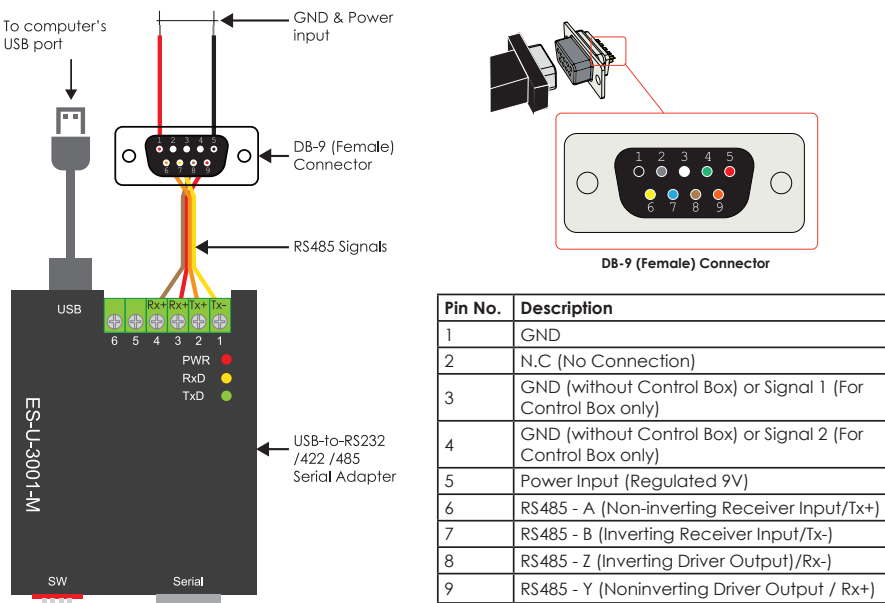 To computer's
USB port
GND & Power
input
1 2 3 4 5
6 7 8 9
DB-9 (Female)
Connector
RS485 Signals
USB
Rx+ Rx+ Tx+ Tx-
6 5 4 3 2 1
PWR
RxD
TxD
ES-U-3001-M
USB-to-RS232
/422 /485
Serial Adapter
SW
Serial
1 2 3 4 5
6 7 8 9
DB-9 (Female) Connector
Pin No. Description
1 GND
2 N.C (No Connection)
3 GND (without Control Box) or Signal 1 (For
Control Box only)
4 GND (without Control Box) or Signal 2 (For
Control Box only)
5 Power Input (Regulated 9V)
6 RS485 - A (Non-inverting Receiver Input/Tx+)
7 RS485 - B (Inverting Receiver Input/Tx-)
8 RS485 - Z (Inverting Driver Output)/Rx-)
9 RS485 - Y (Noninverting Driver Output / Rx+)